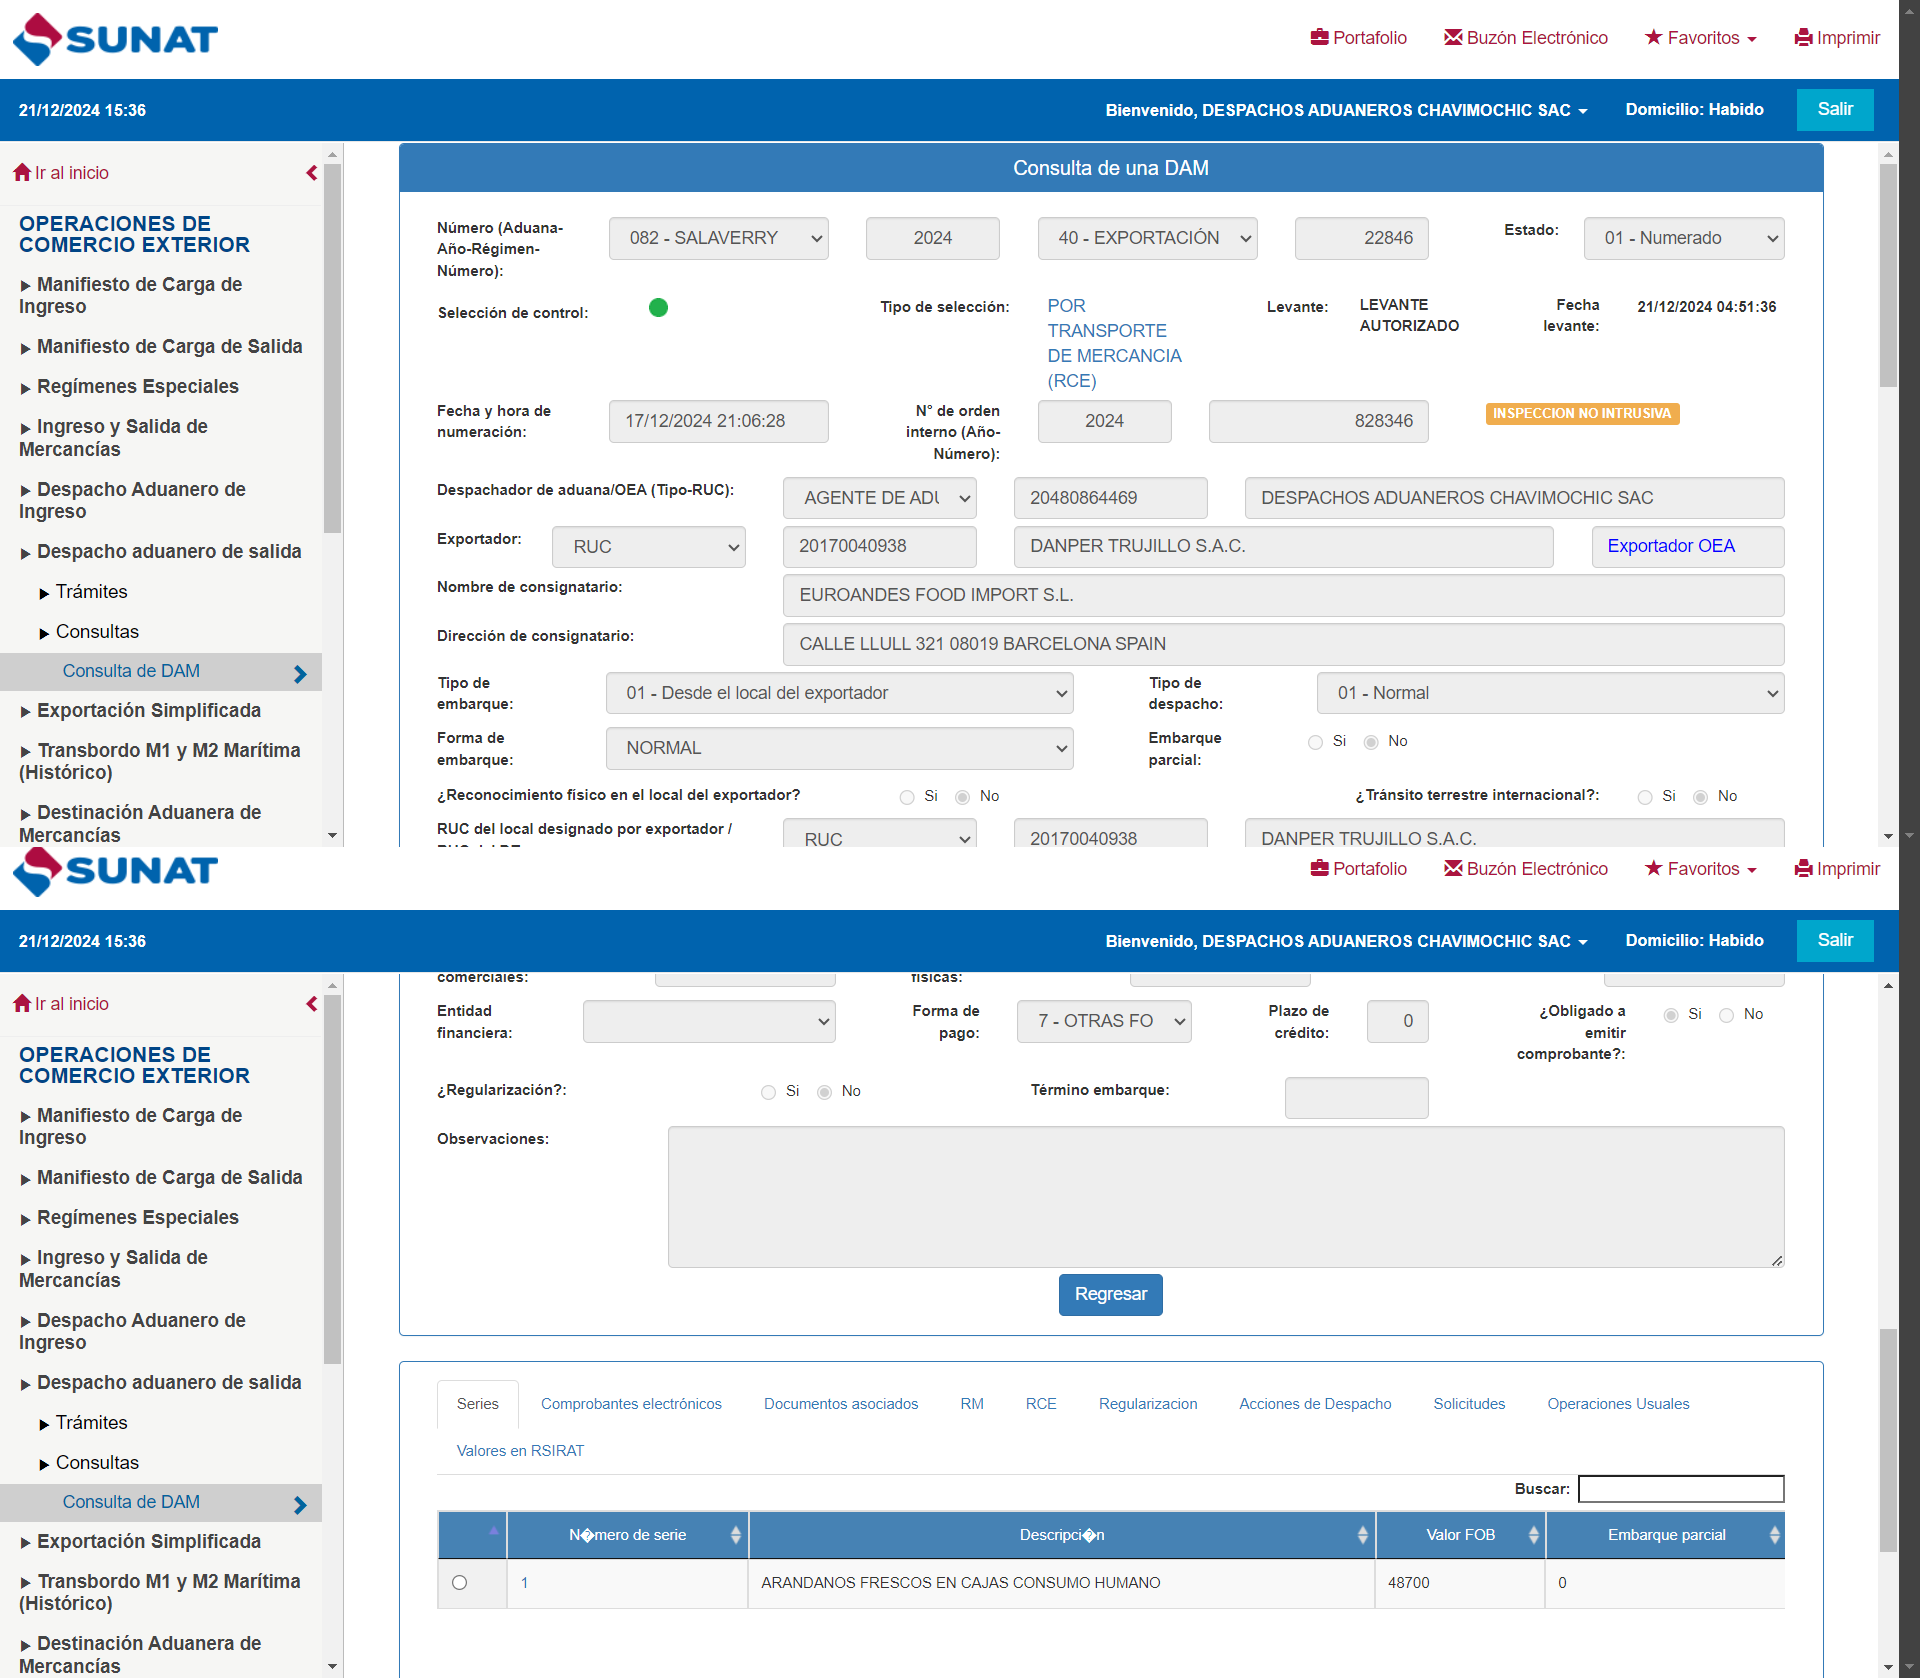 SUNAT
Portafolio Buzón Electrónico Favoritos Imprimir
21/12/2024 15:36 Bienvenido, DESPACHOS ADUANEROS CHAVIMOCHIC SAC Domicilio: Habido Salir
Ir al inicio
OPERACIONES DE
COMERCIO EXTERIOR
Manifiesto de Carga de
Ingreso
Manifiesto de Carga de Salida
Regímenes Especiales
Ingreso y Salida de
Mercancías
Despacho Aduanero de
Ingreso
Despacho aduanero de salida
Trámites
Consultas
Consulta de DAM
Exportación Simplificada
Transbordo M1 y M2 Marítima
(Histórico)
Destinación Aduanera de
Mercancías
Consulta de una DAM
Número (Aduana-
Año-Régimen-
Número):
082 - SALAVERRY 2024 40 - EXPORTACIÓN 22846 Estado: 01 - Numerado
Selección de control: Tipo de selección:
POR
TRANSPORTE
DE MERCANCIA
(RCE)
Levante:
LEVANTE
AUTORIZADO
Fecha
levante:
21/12/2024 04:51:36
Fecha y hora de
numeración:
17/12/2024 21:06:28
N° de orden
interno (Año-
Número):
2024 828346 INSPECCION NO INTRUSIVA
Despachador de aduana/OEA (Tipo-RUC): AGENTE DE ADU 20480864469 DESPACHOS ADUANEROS CHAVIMOCHIC SAC
Exportador: RUC 20170040938 DANPER TRUJILLO S.A.C. Exportador OEA
Nombre de consignatario: EUROANDES FOOD IMPORT S.L.
Dirección de consignatario: CALLE LLULL 321 08019 BARCELONA SPAIN
Tipo de
embarque:
01 - Desde el local del exportador
Tipo de
despacho:
01 - Normal
Forma de
embarque:
NORMAL
Embarque
parcial:
Si No
¿Reconocimiento físico en el local del exportador? Si No ¿Tránsito terrestre internacional?: Si No
RUC del local designado por exportador /
RUC 20170040938 DANPER TRUJILLO S.A.C.
SUNAT
Portafolio Buzón Electrónico Favoritos Imprimir
21/12/2024 15:36 Bienvenido, DESPACHOS ADUANEROS CHAVIMOCHIC SAC Domicilio: Habido Salir
Ir al inicio
OPERACIONES DE
COMERCIO EXTERIOR
Manifiesto de Carga de
Ingreso
Manifiesto de Carga de Salida
Regímenes Especiales
Ingreso y Salida de
Mercancías
Despacho Aduanero de
Ingreso
Despacho aduanero de salida
Trámites
Consultas
Consulta de DAM
Exportación Simplificada
Transbordo M1 y M2 Marítima
(Histórico)
Destinación Aduanera de
Mercancías
comerciales: físicas:
Entidad
financiera:
Forma de
pago:
7 - OTRAS FO
Plazo de
crédito:
0
¿Obligado a
emitir
comprobante?:
Si No
¿Regularización?: Si No Término embarque:
Observaciones:
Regresar
Series Comprobantes electrónicos Documentos asociados RM RCE Regularizacion Acciones de Despacho Solicitudes Operaciones Usuales
Valores en RSIRAT
Buscar:
N�mero de serie Descripci�n Valor FOB Embarque parcial
1 ARANDANOS FRESCOS EN CAJAS CONSUMO HUMANO 48700 0